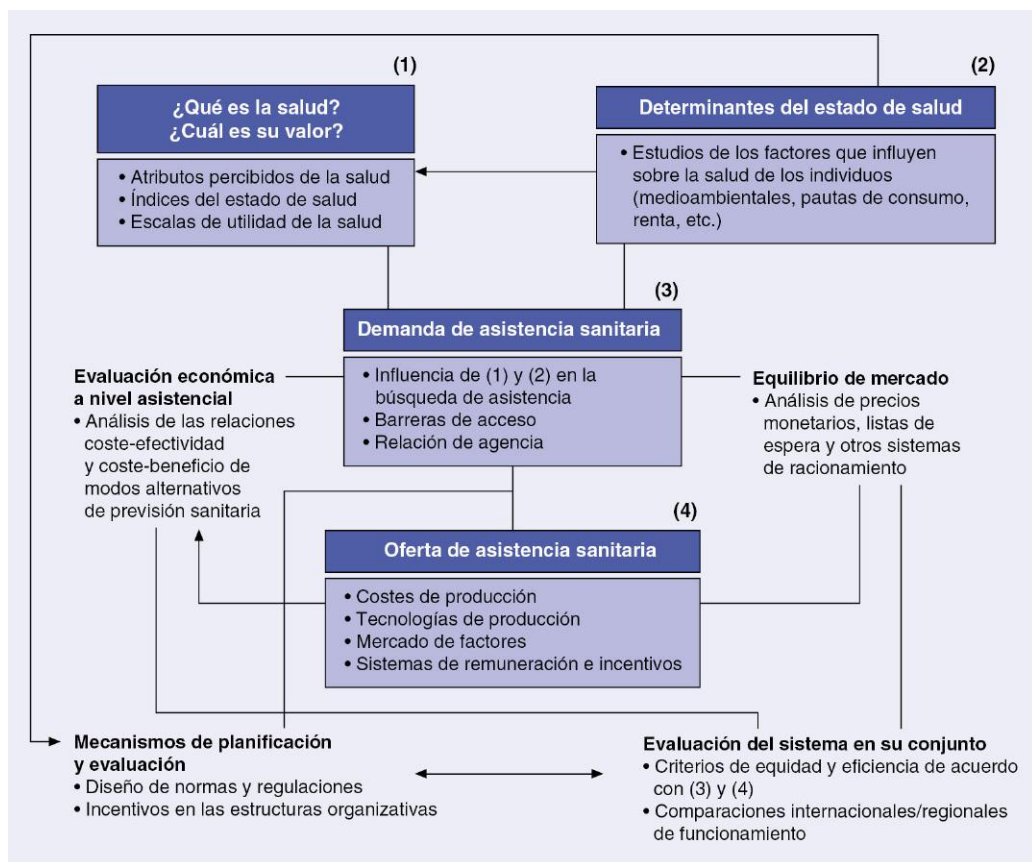 (1)
¿Qué es la salud?
¿Cuál es su valor?
• Atributos percibidos de la salud
• Índices del estado de salud
• Escalas de utilidad de la salud
(2)
Determinantes del estado de salud
• Estudios de los factores que influyen
sobre la salud de los individuos
(medioambientales, pautas de consumo,
renta, etc.)
(3)
Demanda de asistencia sanitaria
• Influencia de (1) y (2) en la
búsqueda de asistencia
• Barreras de acceso
• Relación de agencia
Evaluación económica
a nivel asistencial
• Análisis de las relaciones
coste-efectividad
y coste-beneficio de
modos alternativos
de previsión sanitaria
Equilibrio de mercado
• Análisis de precios
monetarios, listas de
espera y otros sistemas
de racionamiento
(4)
Oferta de asistencia sanitaria
• Costes de producción
• Tecnologías de producción
• Mercado de factores
• Sistemas de remuneración e incentivos
Mecanismos de planificación
y evaluación
• Diseño de normas y regulaciones
• Incentivos en las estructuras organizativas
Evaluación del sistema en su conjunto
• Criterios de equidad y eficiencia de acuerdo
con (3) y (4)
• Comparaciones internacionales/regionales
de funcionamiento